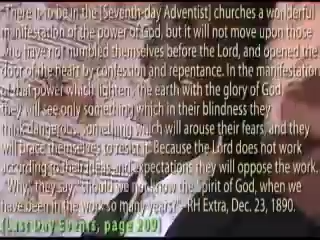 "There is to be in the [Seventh-day Adventist] churches a wonderful
manifestation of the power of God, but it will not move upon those
who have not humbled themselves before the Lord, and opened the
door of the heart by confession and repentance. In the manifestation
of that power which lightens the earth with the glory of God,
they will see only something which in their blindness they
think dangerous, something which will arouse their fears, and they
will brace themselves to resist it. Because the Lord does not work
according to their ideas and expectations they will oppose the work.
"Why," they say, "should we not know the Spirit of God, when we
have been in the work so many years?" - RH Extra, Dec. 23, 1890.
[Last Day Events, page 209]